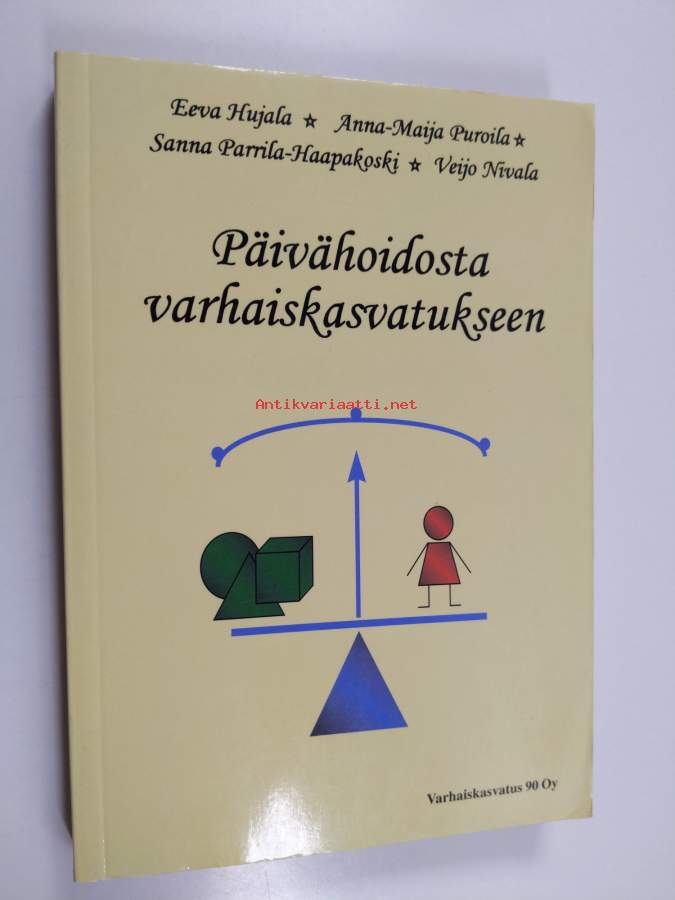 Eeva Hujala ☆ Anna-Maija Puroila ☆
Sanna Parrila-Haapakoski ☆ Veijo Nivala
Päivähoidosta
varhaiskasvatukseen
Antikvariaatti.net
Varhaiskasvatus 90 Oy